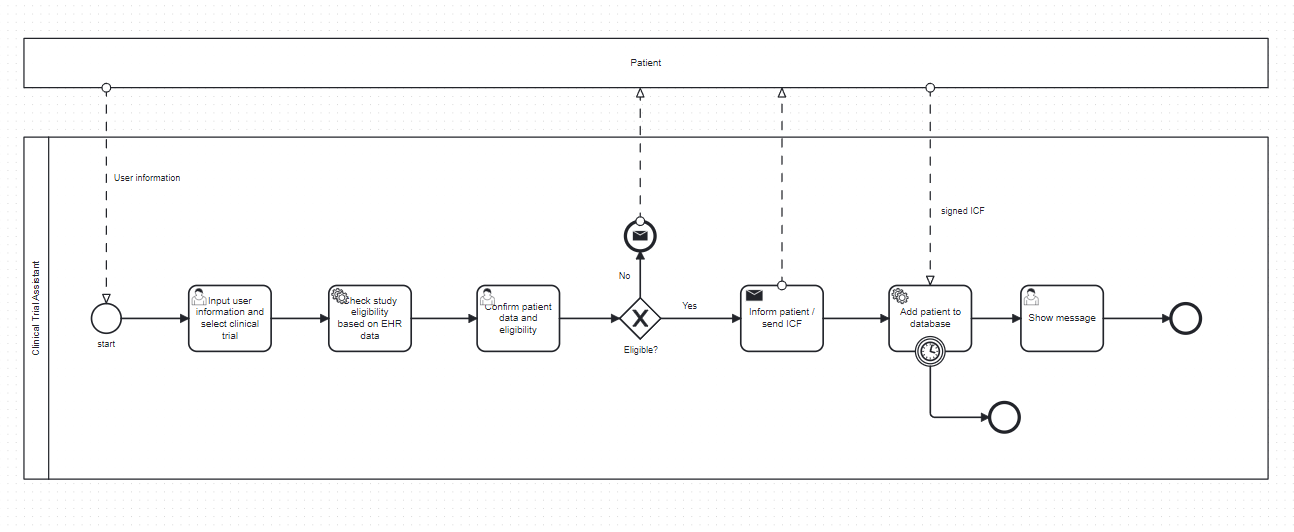 Patient
User information
signed ICF
Clinical Trial Assistant
start
Input user
information and
select clinical
trial
Check study
eligibility
based on EHR
data
Confirm patient
data and
eligibility
No
Eligible?
Yes
Inform patient /
send ICF
Add patient to
database
Show message